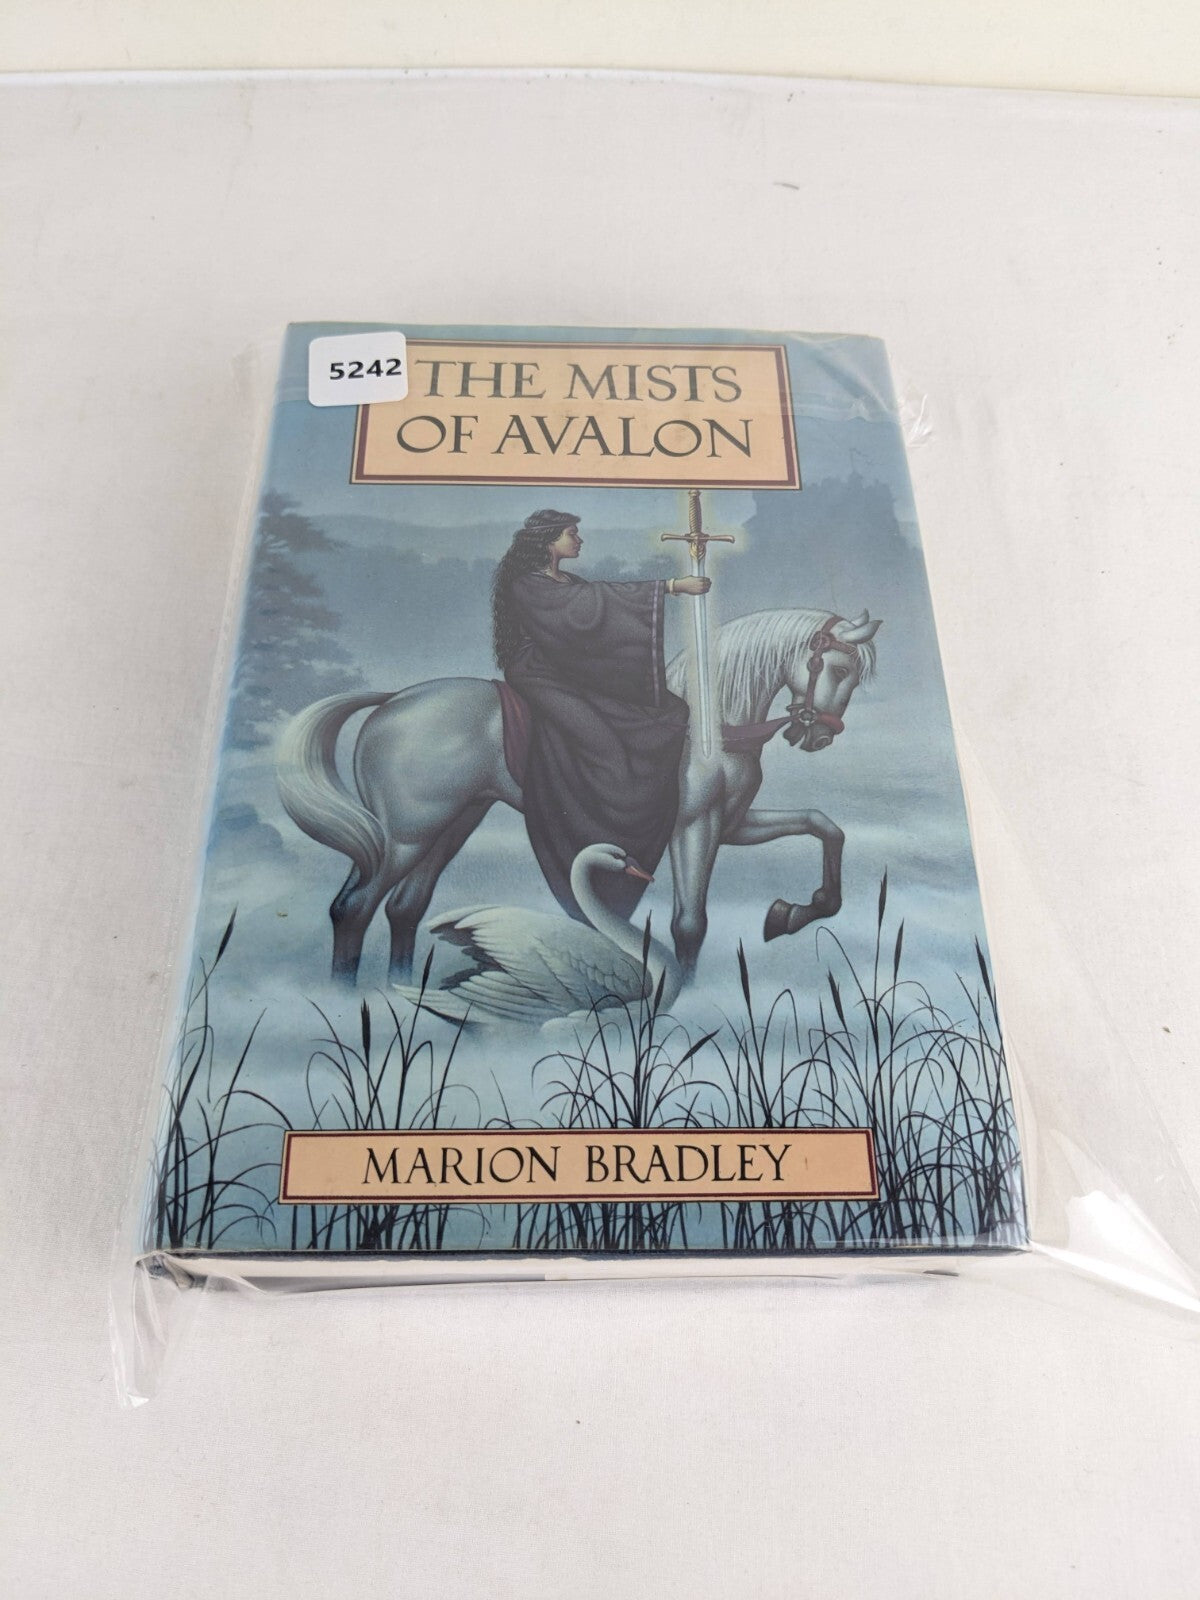 5242
THE MISTS
OF AVALON
MARION BRADLEY